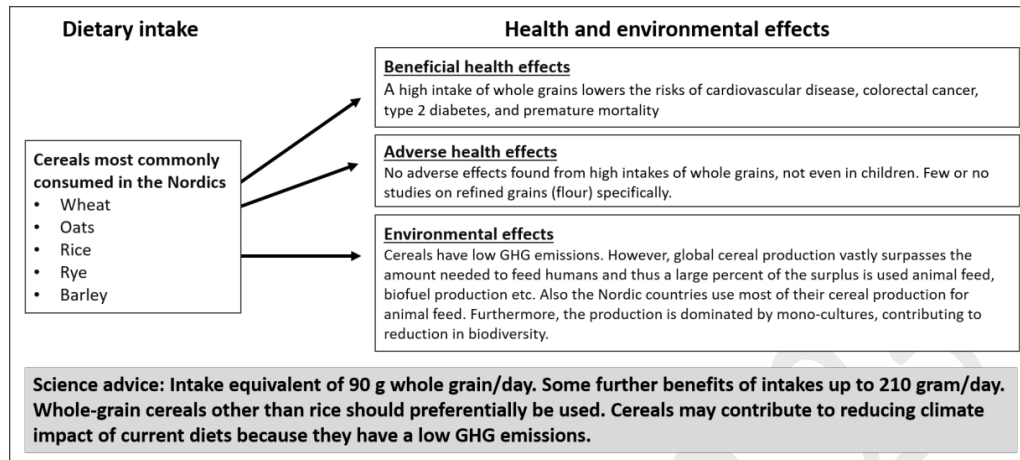 Dietary intake
Health and environmental effects
Cereals most commonly
consumed in the Nordics
• Wheat
• Oats
• Rice
• Rye
• Barley
Beneficial health effects
A high intake of whole grains lowers the risks of cardiovascular disease, colorectal cancer,
type 2 diabetes, and premature mortality
Adverse health effects
No adverse effects found from high intakes of whole grains, not even in children. Few or no
studies on refined grains (flour) specifically.
Environmental effects
Cereals have low GHG emissions. However, global cereal production vastly surpasses the
amount needed to feed humans and thus a large percent of the surplus is used animal feed,
biofuel production etc. Also the Nordic countries use most of their cereal production for
animal feed. Furthermore, the production is dominated by mono-cultures, contributing to
reduction in biodiversity.
Science advice: Intake equivalent of 90 g whole grain/day. Some further benefits of intakes up to 210 gram/day.
Whole-grain cereals other than rice should preferentially be used. Cereals may contribute to reducing climate
impact of current diets because they have a low GHG emissions.